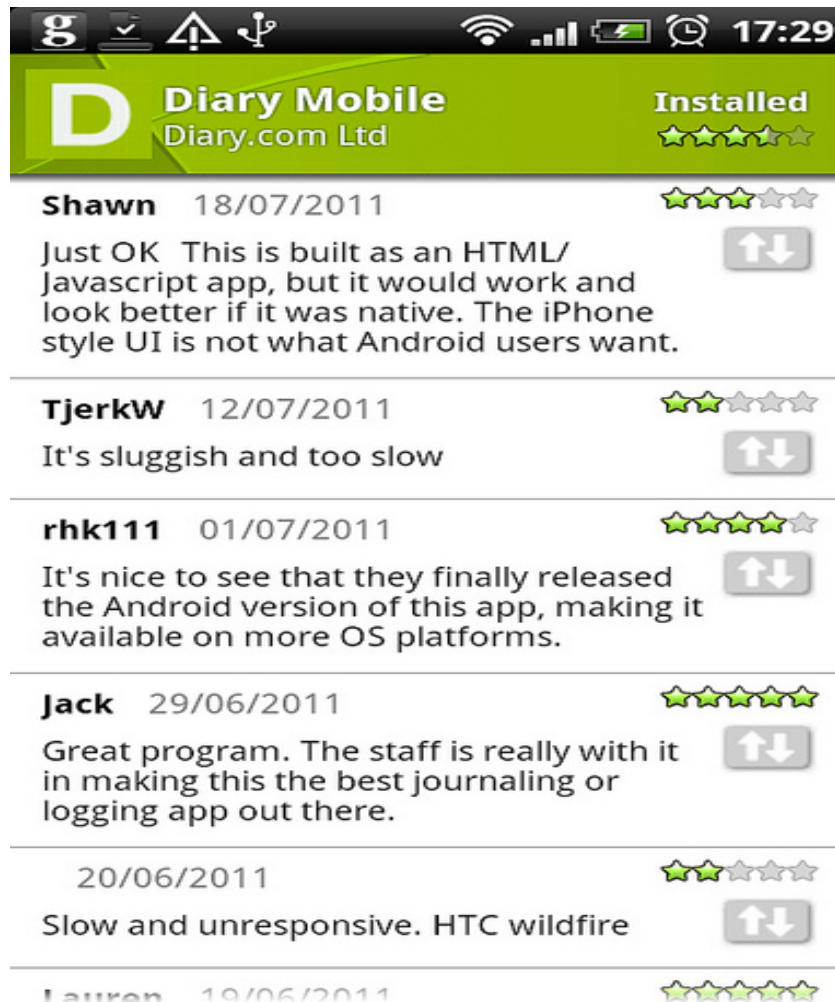 17:29
D Diary Mobile Installed
Diary.com Ltd
Shawn 18/07/2011
Just OK This is built as an HTML/
Javascript app, but it would work and
look better if it was native. The iPhone
style UI is not what Android users want.
TjerkW 12/07/2011
It's sluggish and too slow
rhk111 01/07/2011
It's nice to see that they finally released
the Android version of this app, making it
available on more OS platforms.
Jack 29/06/2011
Great program. The staff is really with it
in making this the best journaling or
logging app out there.
20/06/2011
Slow and unresponsive. HTC wildfire
Lauren 19/06/2011